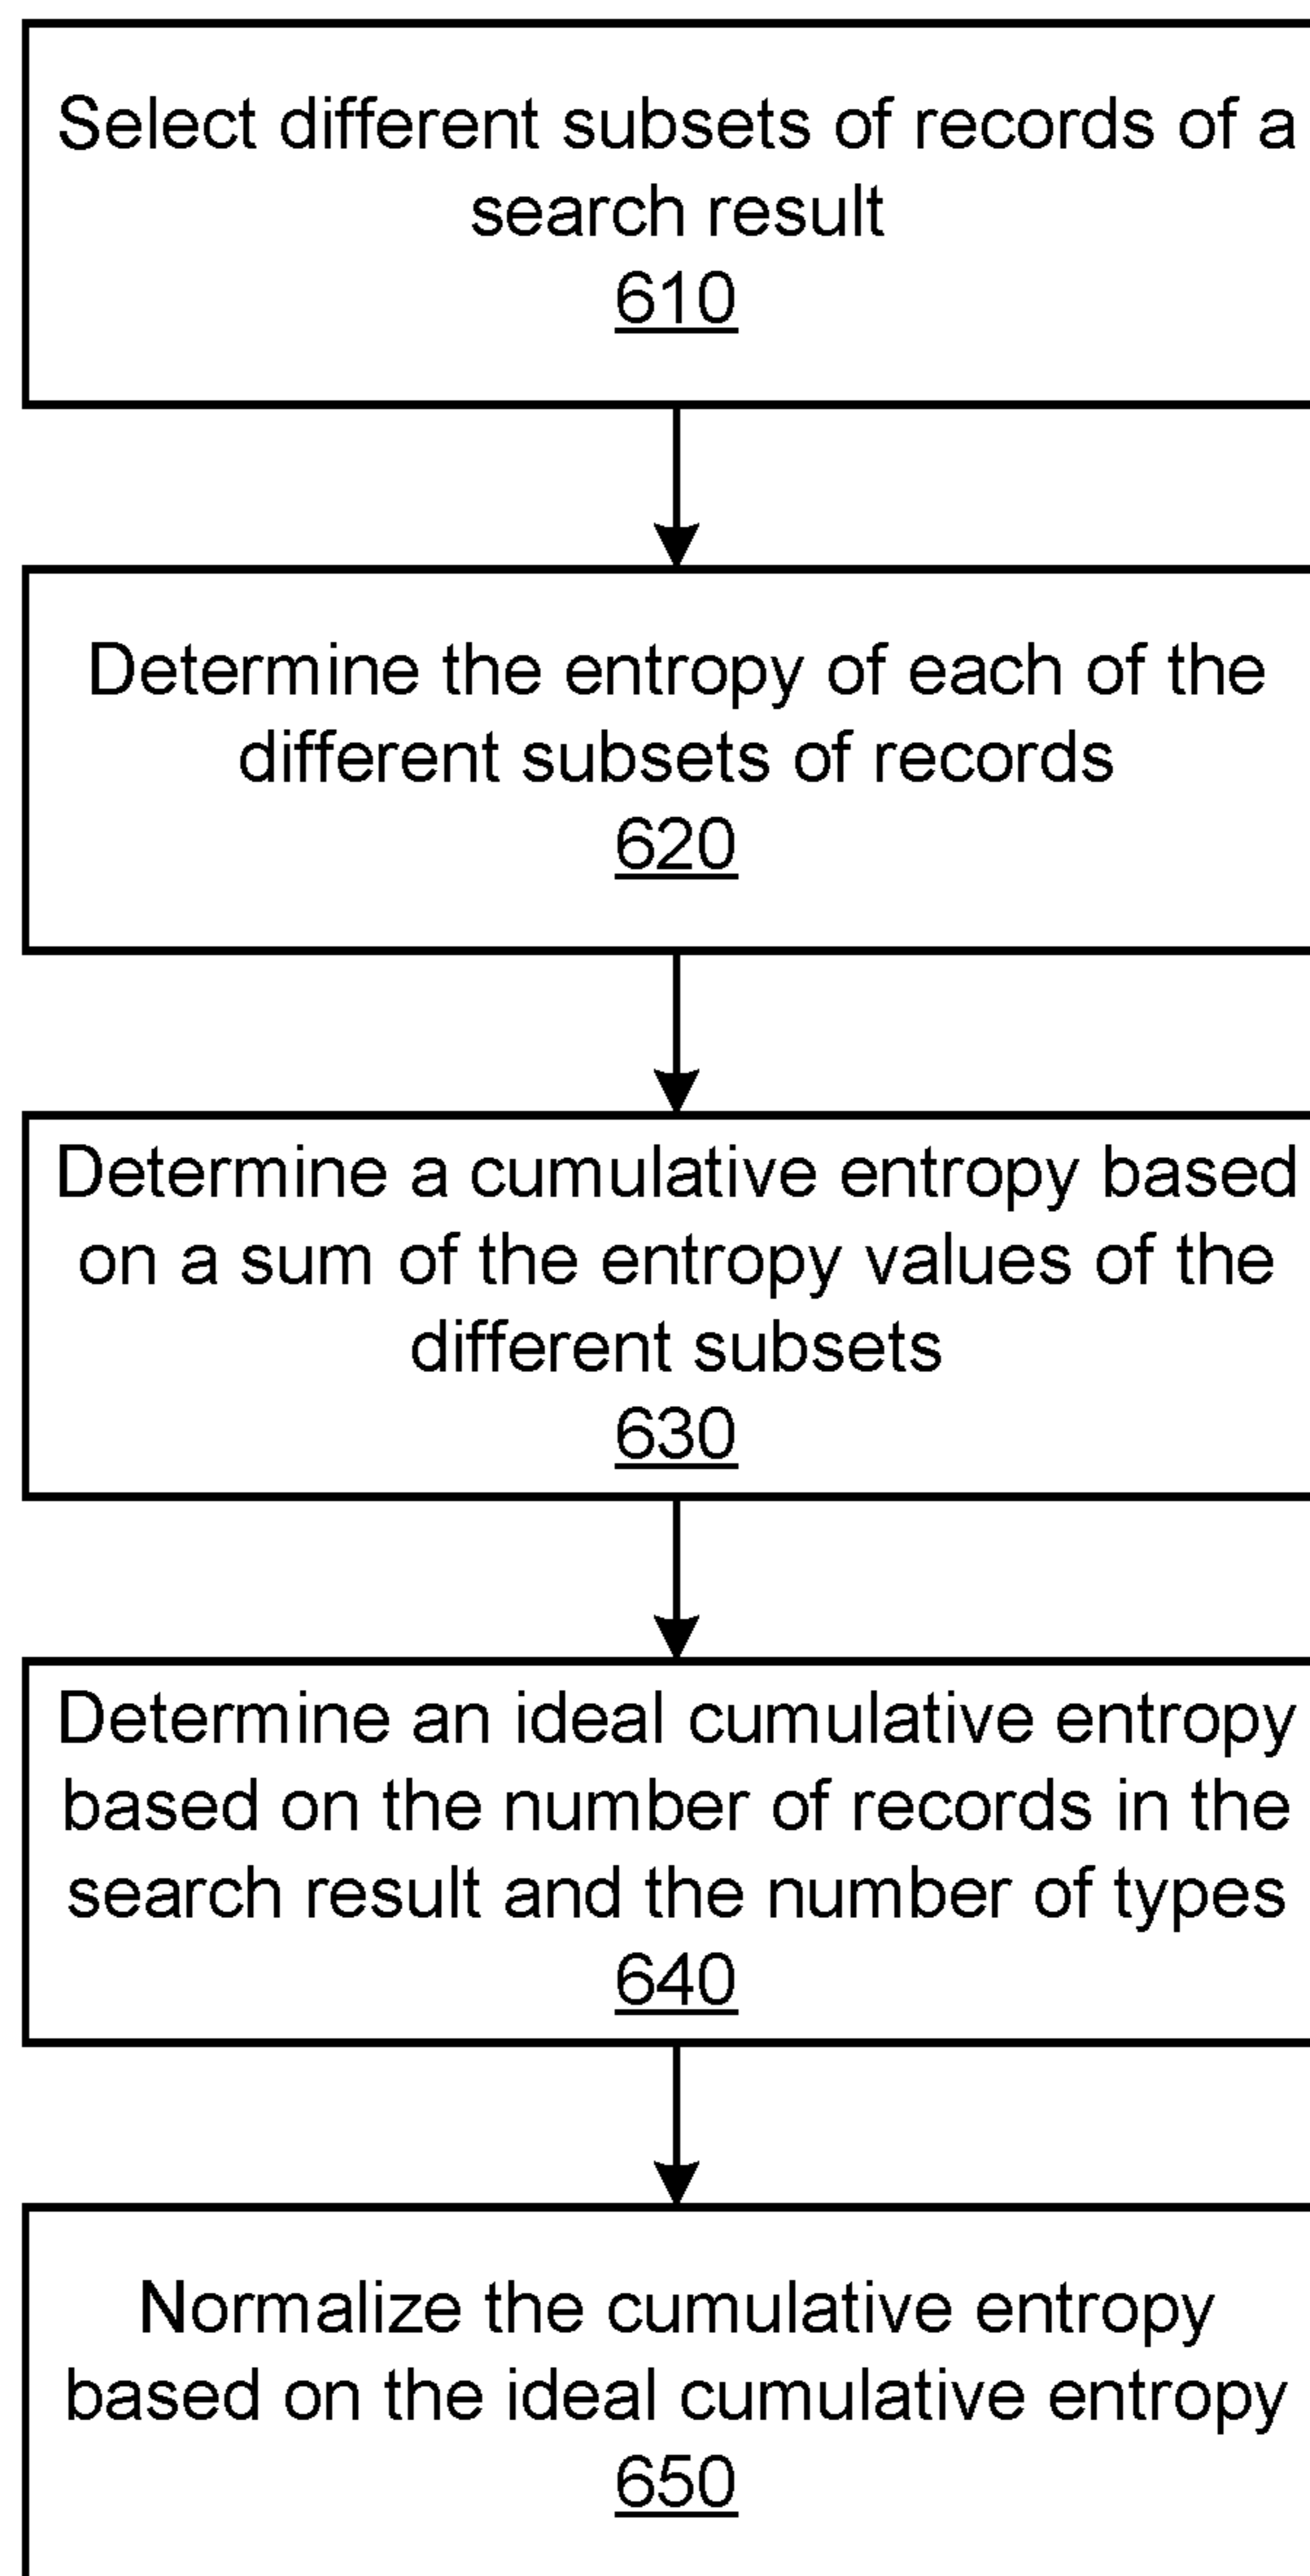 Select different subsets of records of a
search result
610
Determine the entropy of each of the
different subsets of records
620
Determine a cumulative entropy based
on a sum of the entropy values of the
different subsets
630
Determine an ideal cumulative entropy
based on the number of records in the
search result and the number of types
640
Normalize the cumulative entropy
based on the ideal cumulative entropy
650